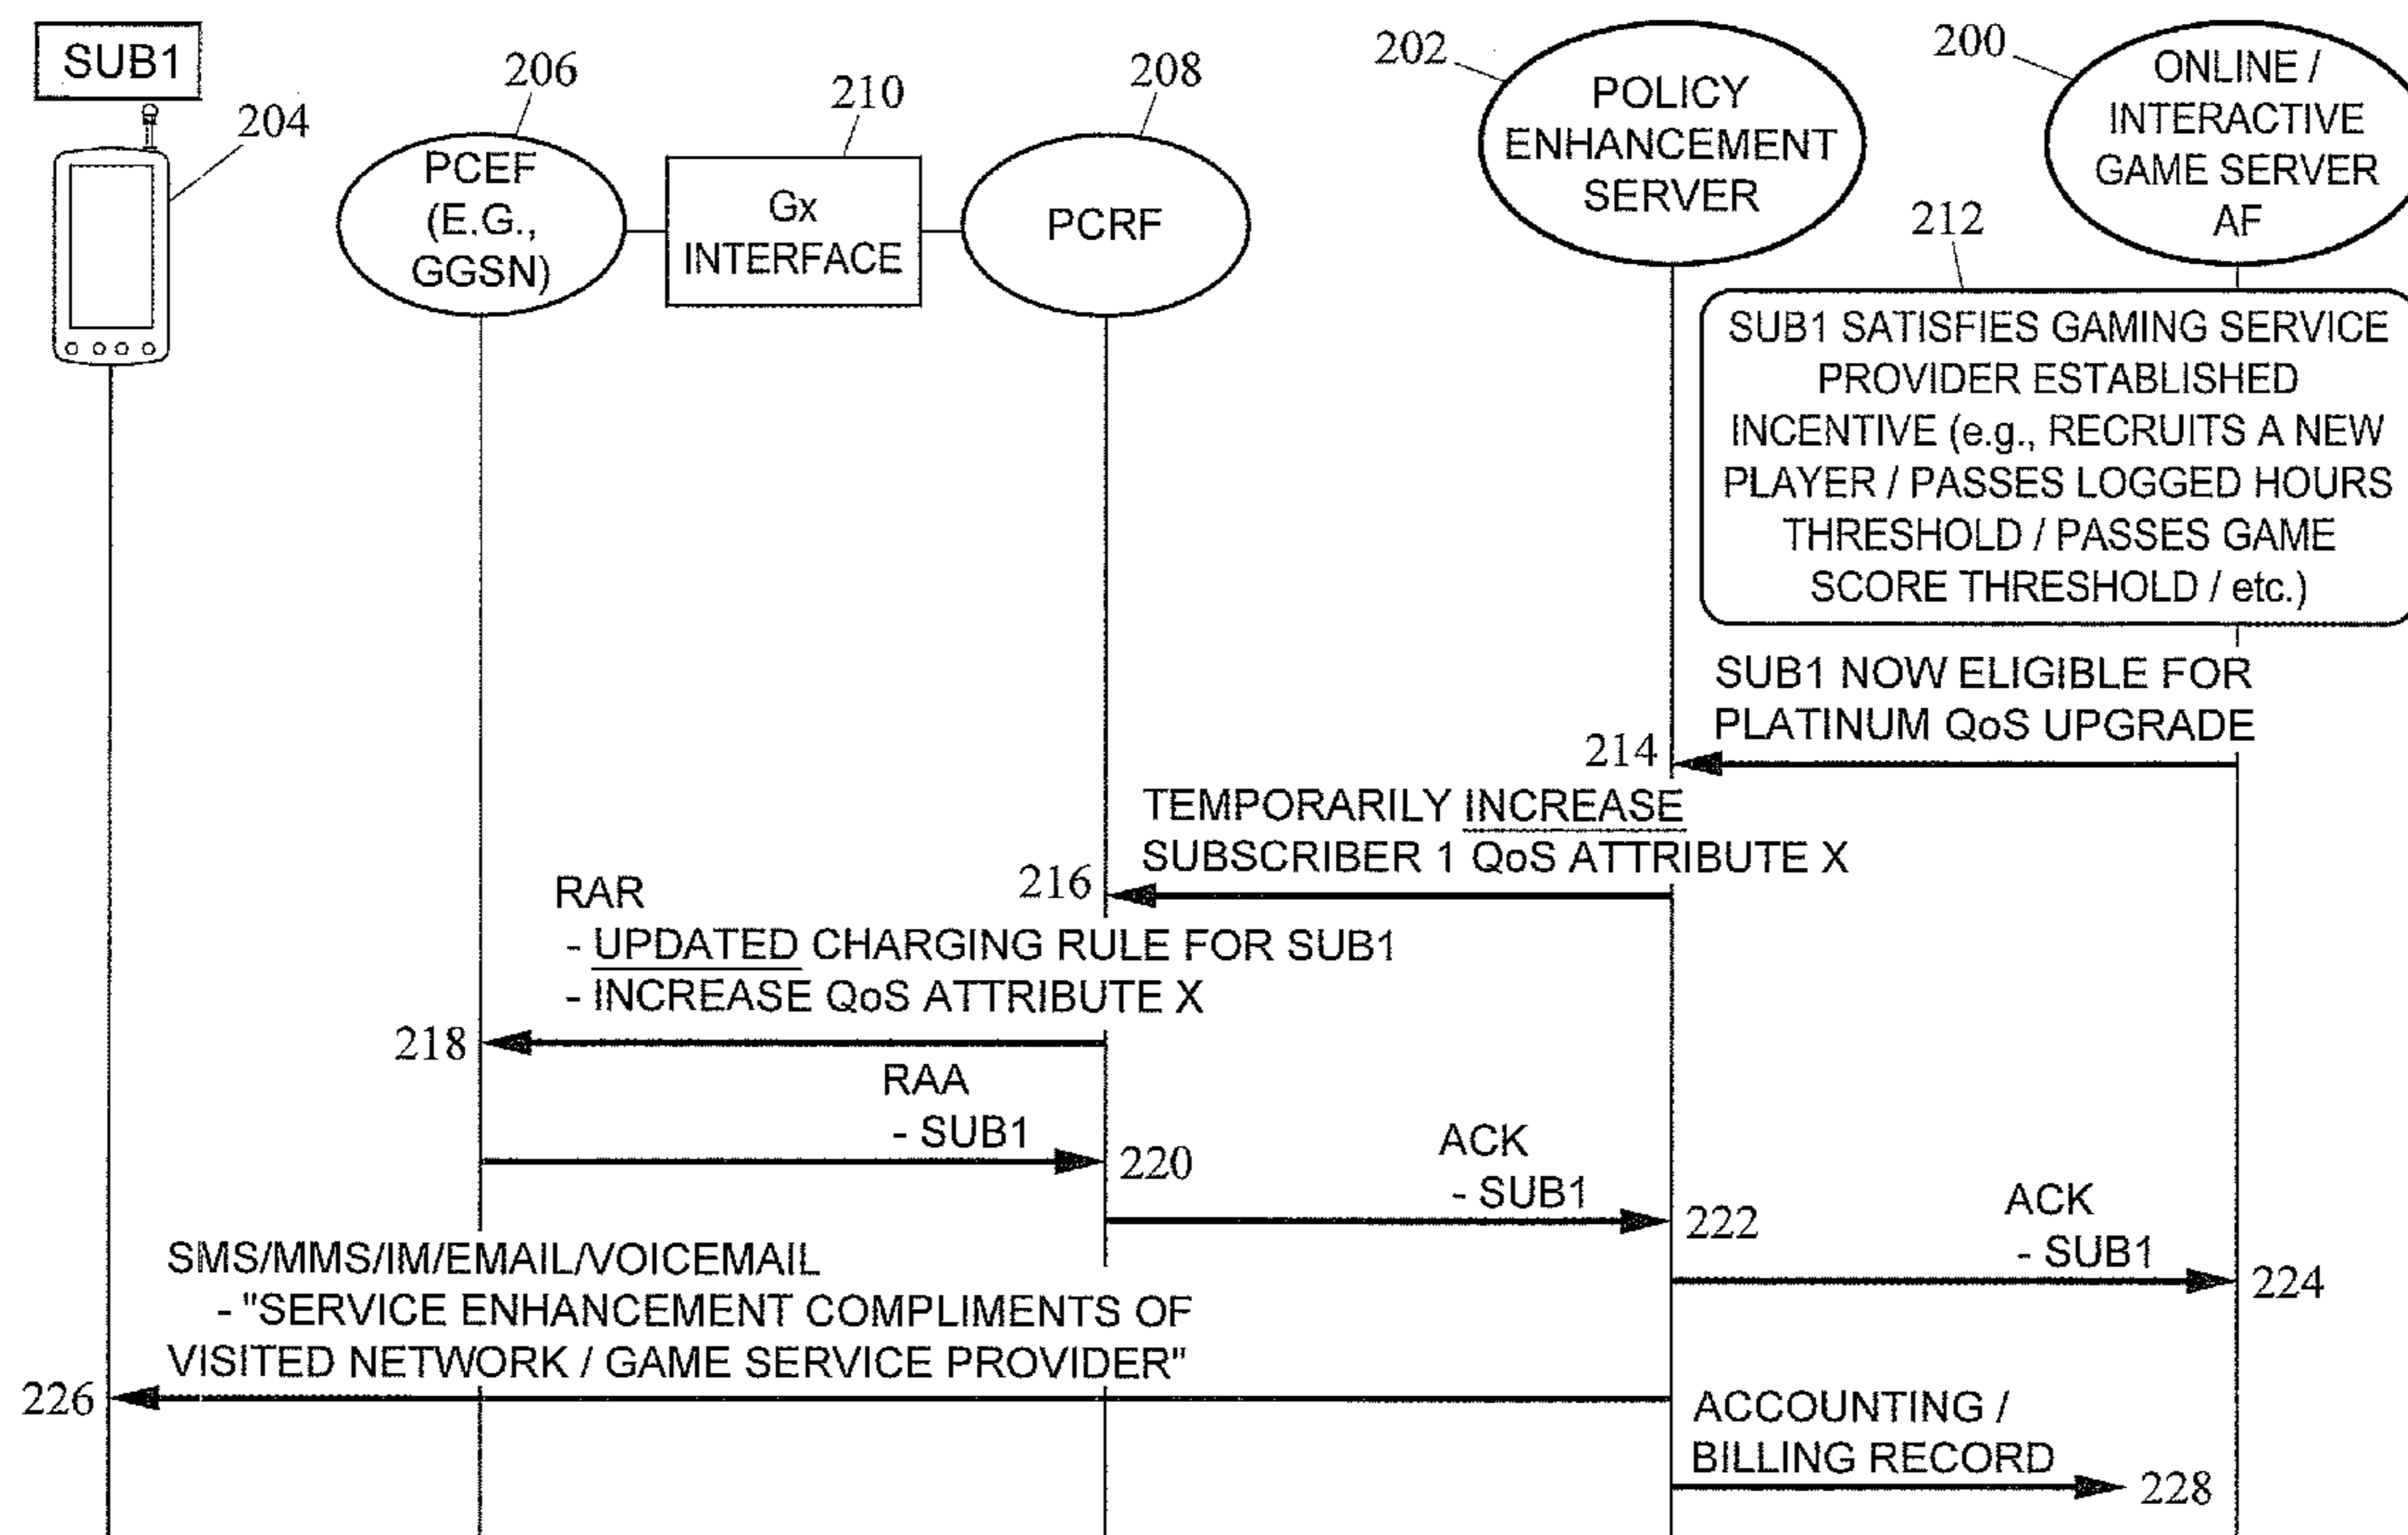 SUB1
204
206
PCEF
(E.G.,
GGSN)
210
Gx
INTERFACE
208
PCRF
202
POLICY
ENHANCEMENT
SERVER
200
ONLINE /
INTERACTIVE
GAME SERVER
AF
212
SUB1 SATISFIES GAMING SERVICE
PROVIDER ESTABLISHED
INCENTIVE (e.g., RECRUITS A NEW
PLAYER / PASSES LOGGED HOURS
THRESHOLD / PASSES GAME
SCORE THRESHOLD / etc.)
SUB1 NOW ELIGIBLE FOR
PLATINUM QoS UPGRADE
214
TEMPORARILY INCREASE
SUBSCRIBER 1 QoS ATTRIBUTE X
216
RAR
- UPDATED CHARGING RULE FOR SUB1
- INCREASE QoS ATTRIBUTE X
218
RAA
- SUB1
220
ACK
- SUB1
222
ACK
- SUB1
224
SMS/MMS/IM/EMAIL/VOICEMAIL
- "SERVICE ENHANCEMENT COMPLIMENTS OF
VISITED NETWORK / GAME SERVICE PROVIDER"
226
ACCOUNTING /
BILLING RECORD
228